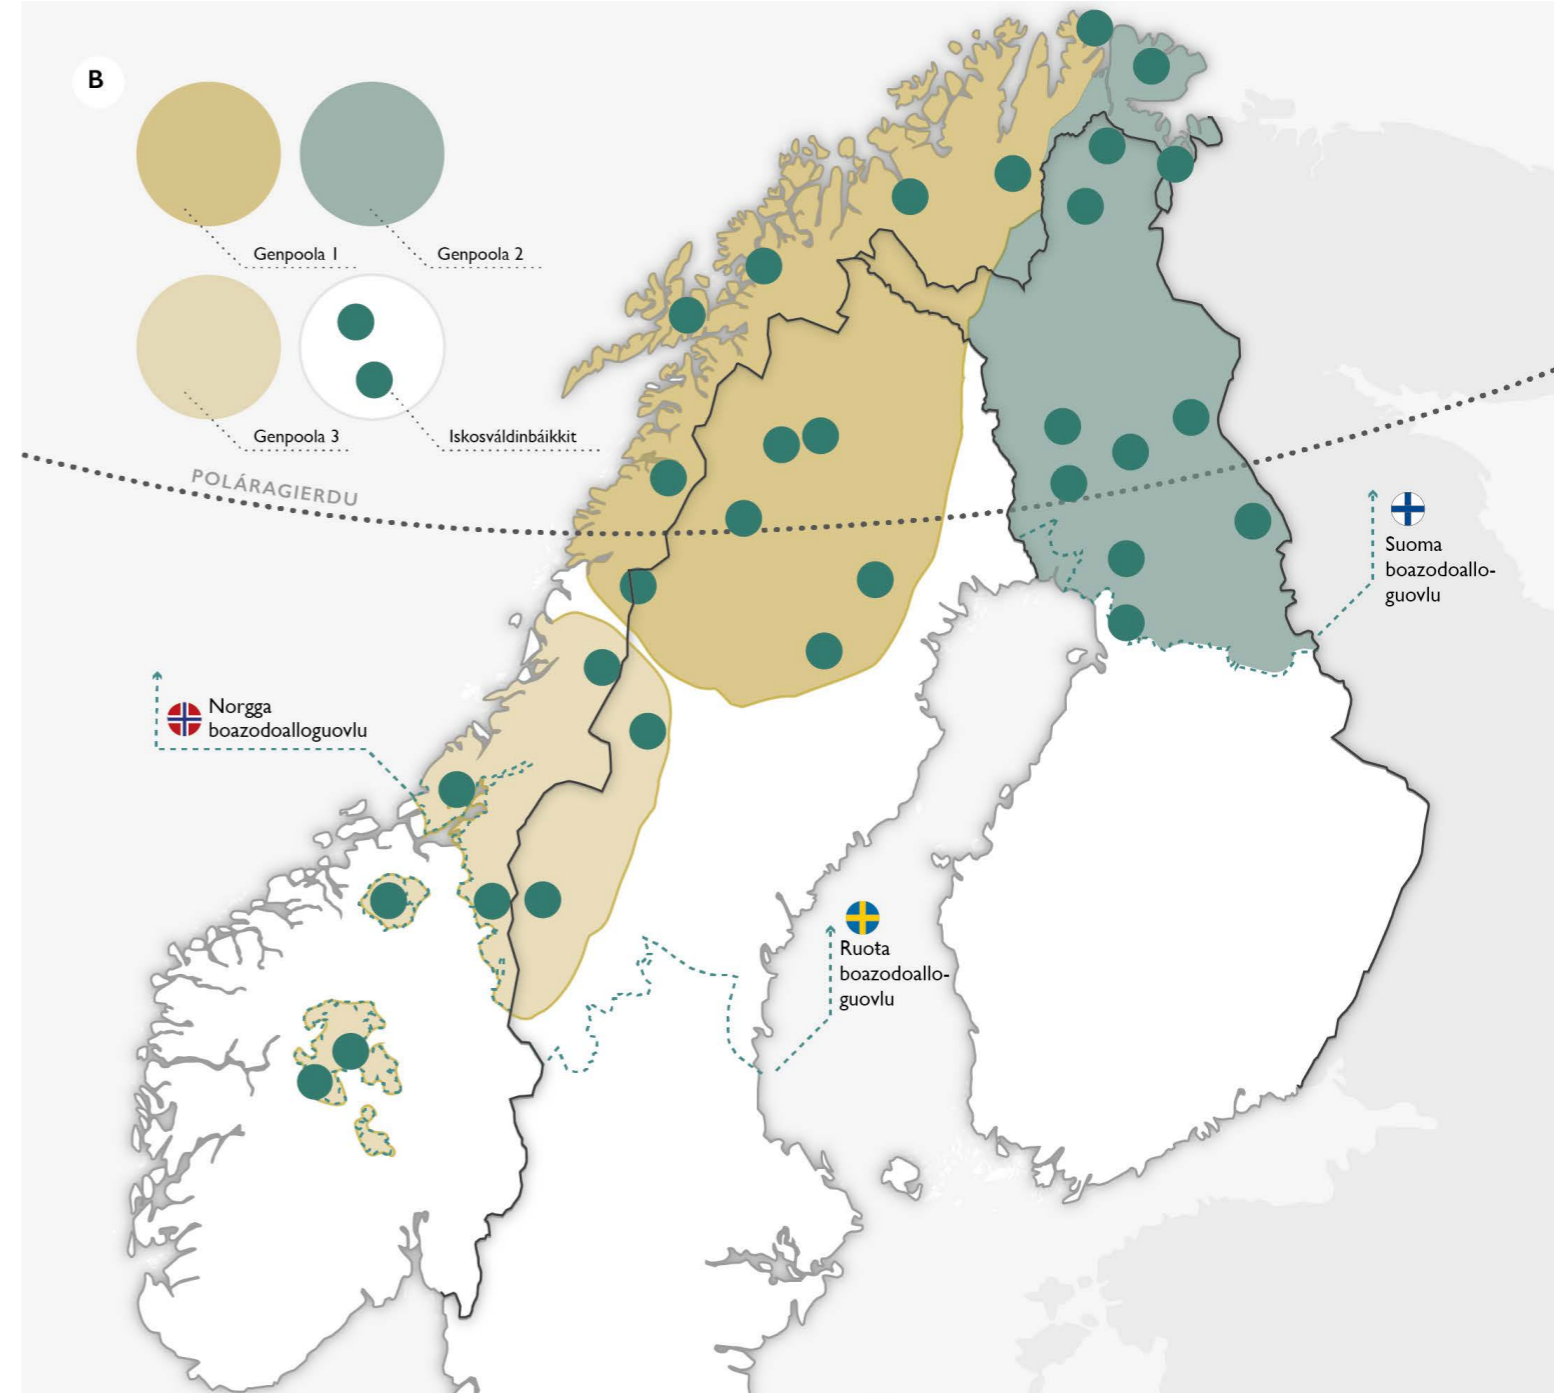 B
Genpoola 1
Genpoola 2
Genpoola 3
Iskosváldinbáikkit
POLÁRAGIERDU
Suoma
boazodoallo-
guovlu
Norgga
boazodoalloguovlu
Ruota
boazodoallo-
guovlu